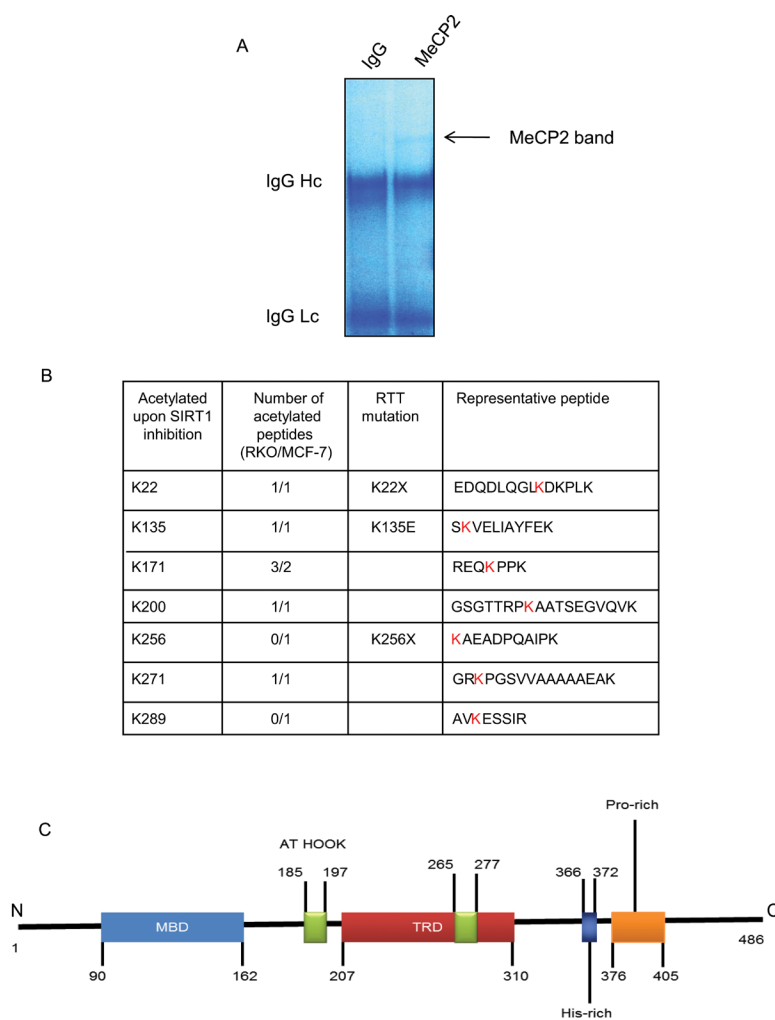 A
IgG
MeCP2
MeCP2 band
IgG Hc
IgG Lc
B
Acetylated upon SIRT1 inhibition
Number of acetylated peptides (RKO/MCF-7)
RTT mutation
Representative peptide
K22 1/1 K22X EDQDLQGLKDKPLK
K135 1/1 K135E SKVELIAYFEK
K171 3/2 REQKPPK
K200 1/1 GSGTTRPKAATSEGVQVK
K256 0/1 K256X KAEADPQAIPK
K271 1/1 GRKPGSVVAAAAAEAK
K289 0/1 AVKESSIR
C
Pro-rich
AT HOOK
185 197 265 277 366 372
N MBD TRD C
1 486
90 162 207 310 376 405
His-rich